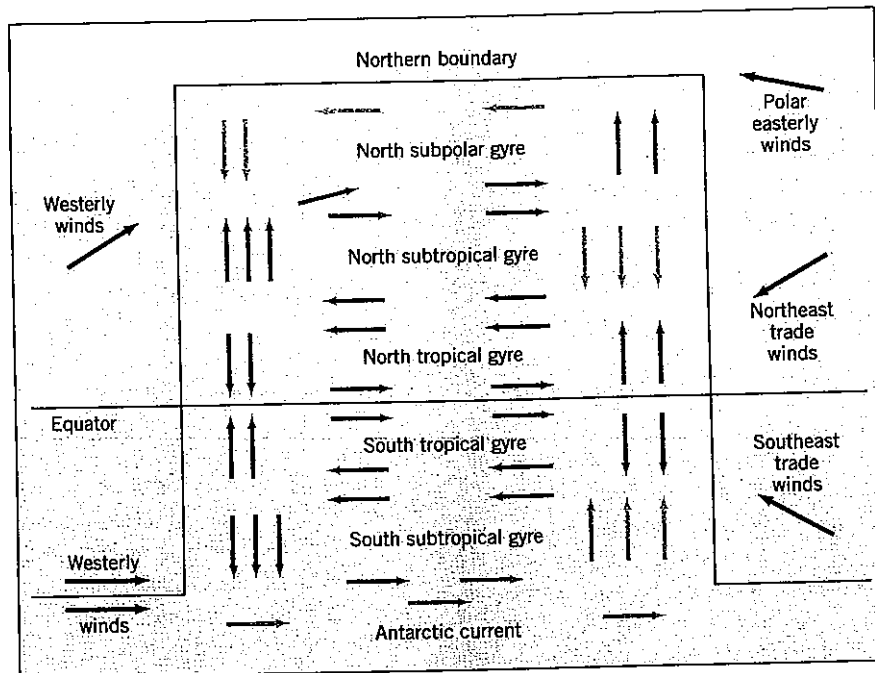 Northern boundary
Polar
easterly
winds
North subpolar gyre
Westerly
winds
North subtropical gyre
Northeast
trade
winds
North tropical gyre
Equator
South tropical gyre
Southeast
trade
winds
South subtropical gyre
Westerly
winds
Antarctic current